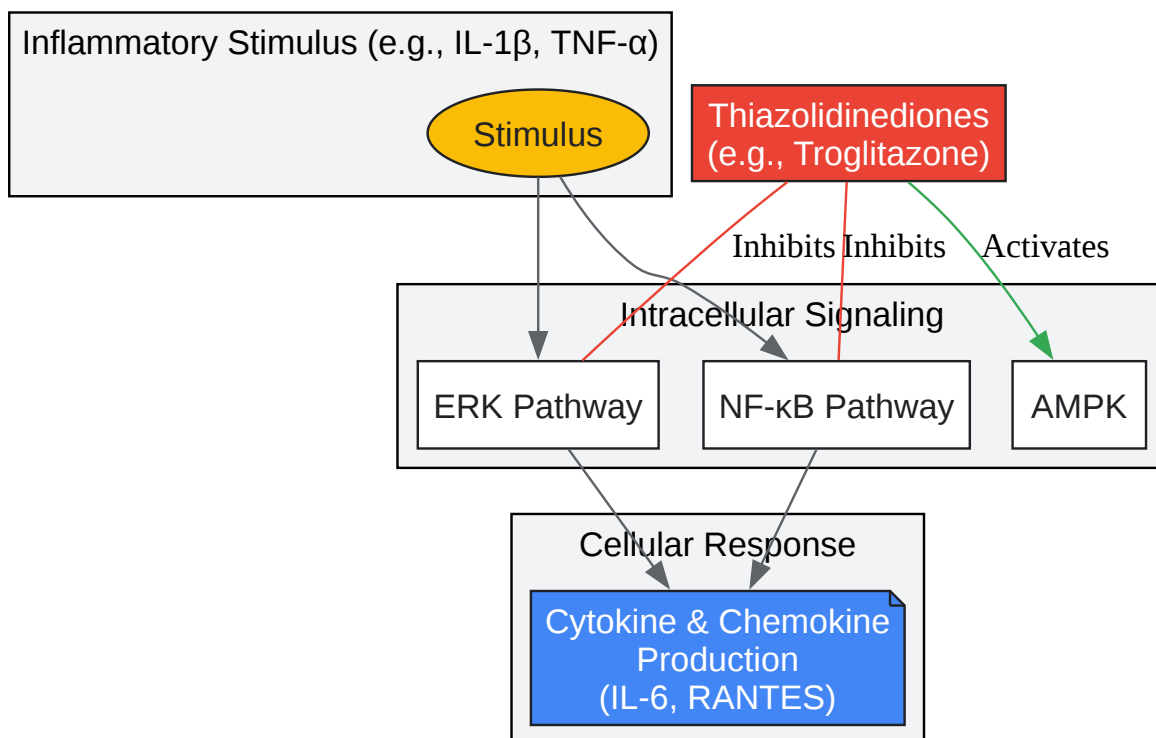 Inflammatory Stimulus (e.g., IL-1β, TNF-α)
Stimulus
Thiazolidinediones
(e.g., Troglitazone)
Inhibits
Inhibits
Activates
Intracellular Signaling
ERK Pathway
NF-κB Pathway
AMPK
Cellular Response
Cytokine & Chemokine
Production
(IL-6, RANTES)